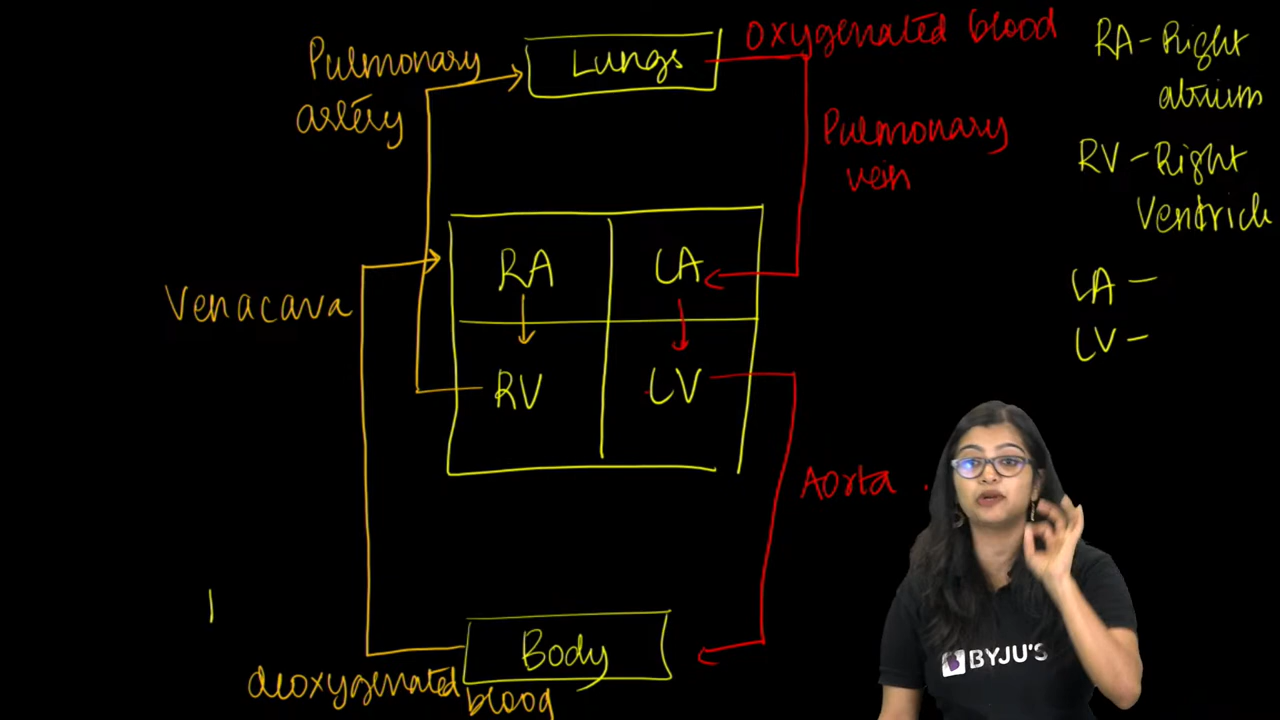 Pulmonary
artery
Lungs
oxygenated blood
Pulmonary
vein
RA - Right
atrium
RV - Right
Ventricle
LA -
LV -
Venacava
RA
LA
RV
LV
Aorta
Body
deoxygenated blood
BYJU'S